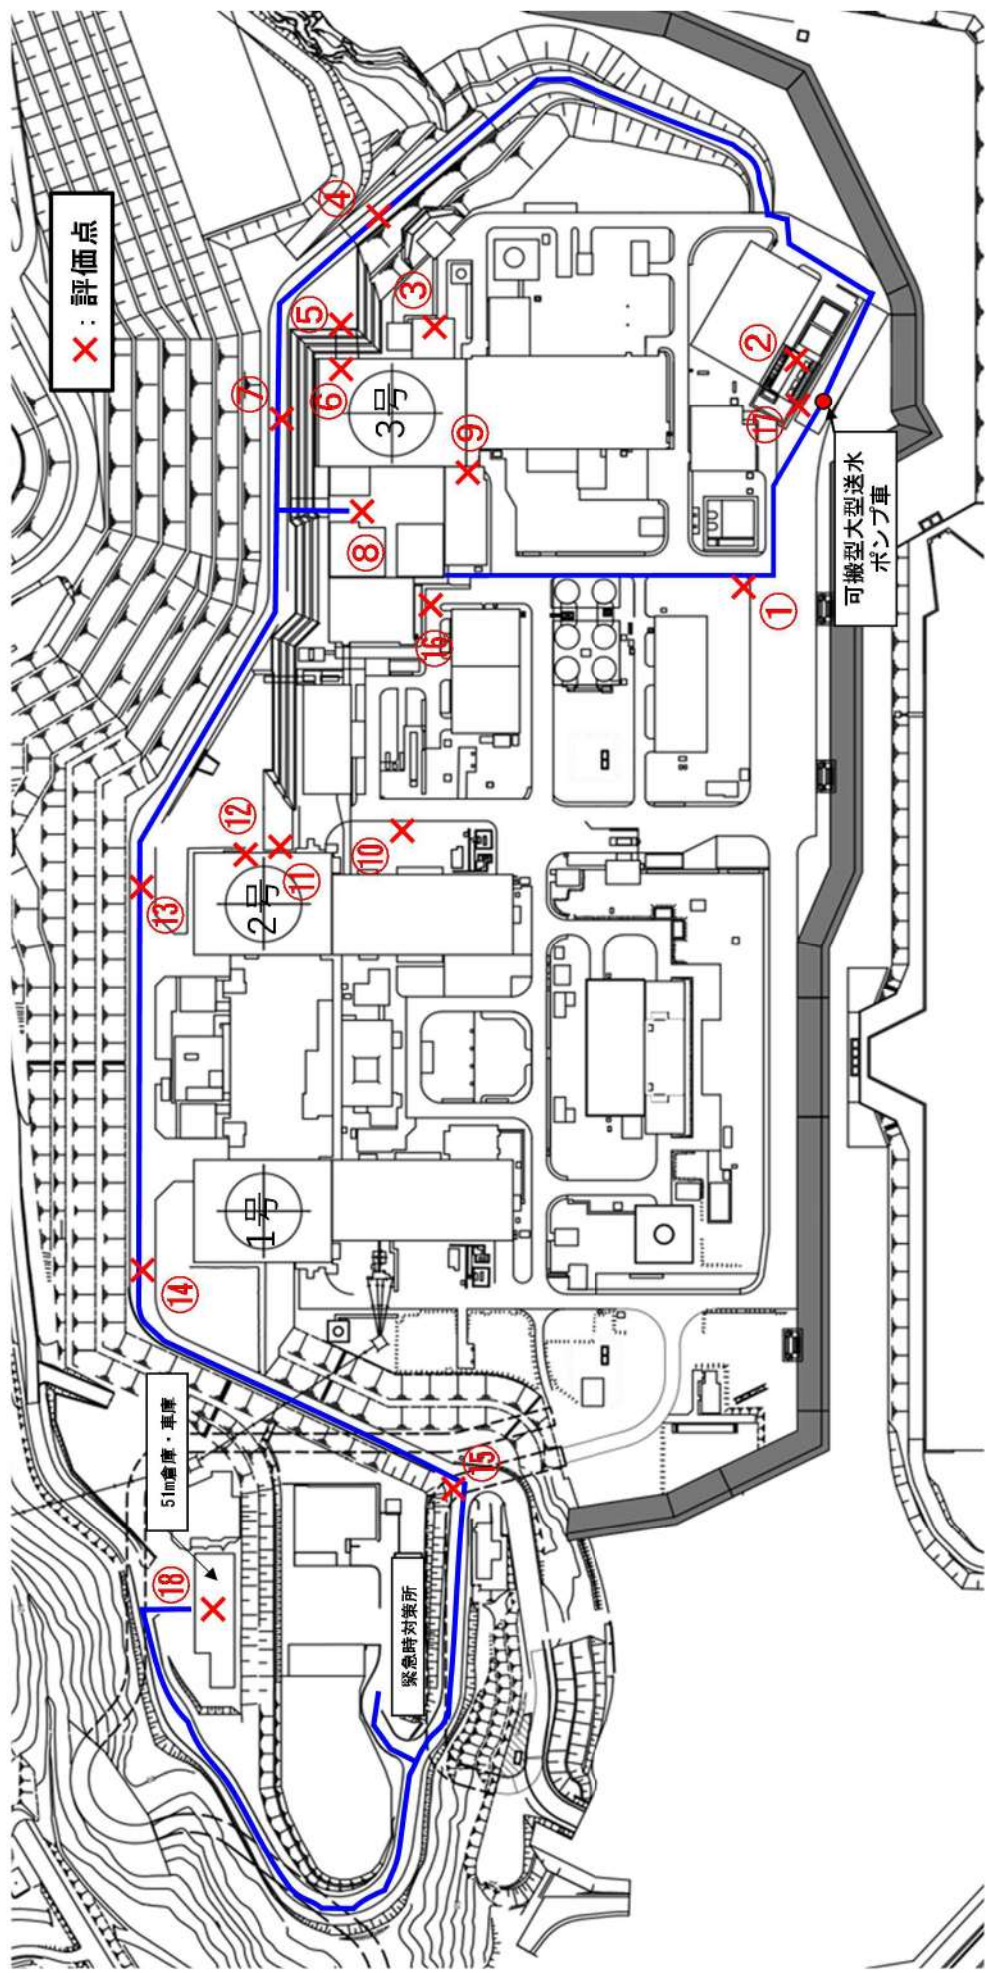 ×：評価点
51m倉庫・車庫
⑱
⑭
⑬
⑫
⑦
1号
2号
⑪
⑤
⑥
④
⑧
⑩
3号
緊急時対策所
③
⑯
⑨
⑮
②
⑰
①
可搬型大型送水
ポンプ車